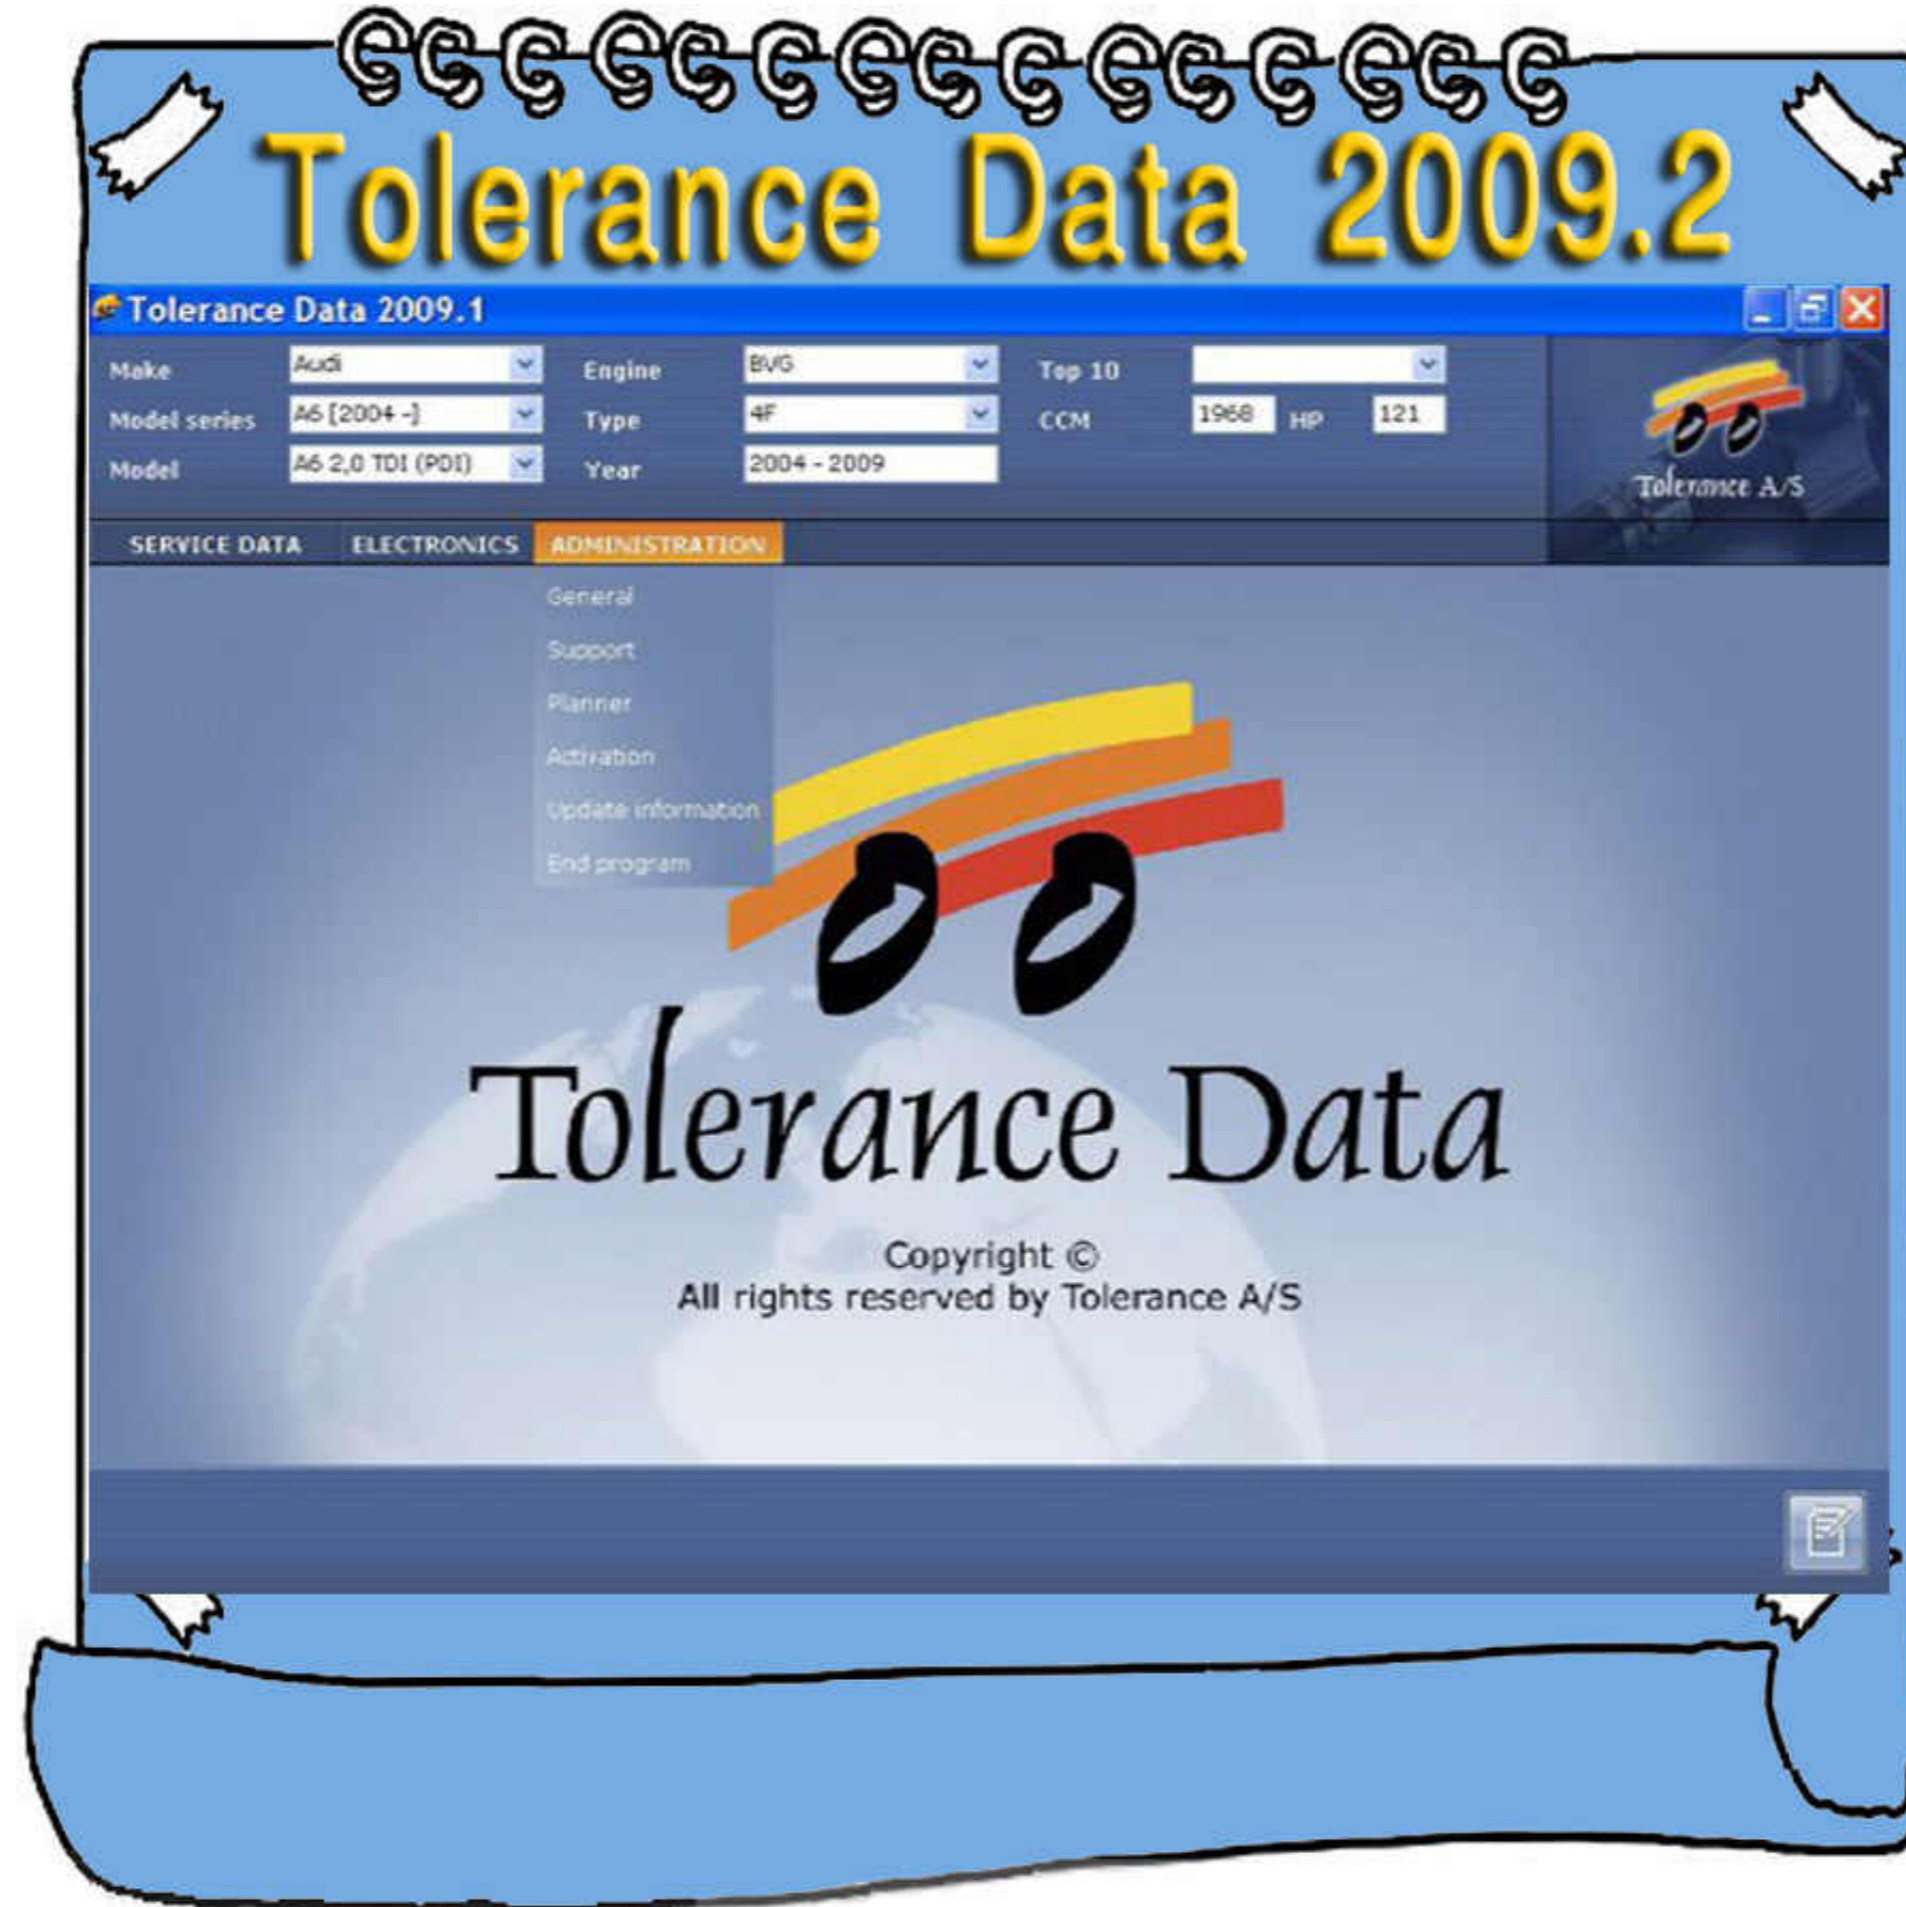 Tolerance Data 2009.2
Tolerance Data 2009.1
Make Audi Engine BVG Top 10
Model series A6 [2004 -] Type 4F CCM 1968 HP 121
Model A6 2,0 TDI (PDI) Year 2004 - 2009
Tolerance A/S
SERVICE DATA ELECTRONICS ADMINISTRATION
General
Support
Planner
Activation
Update information
End program
Tolerance Data
Copyright ©
All rights reserved by Tolerance A/S